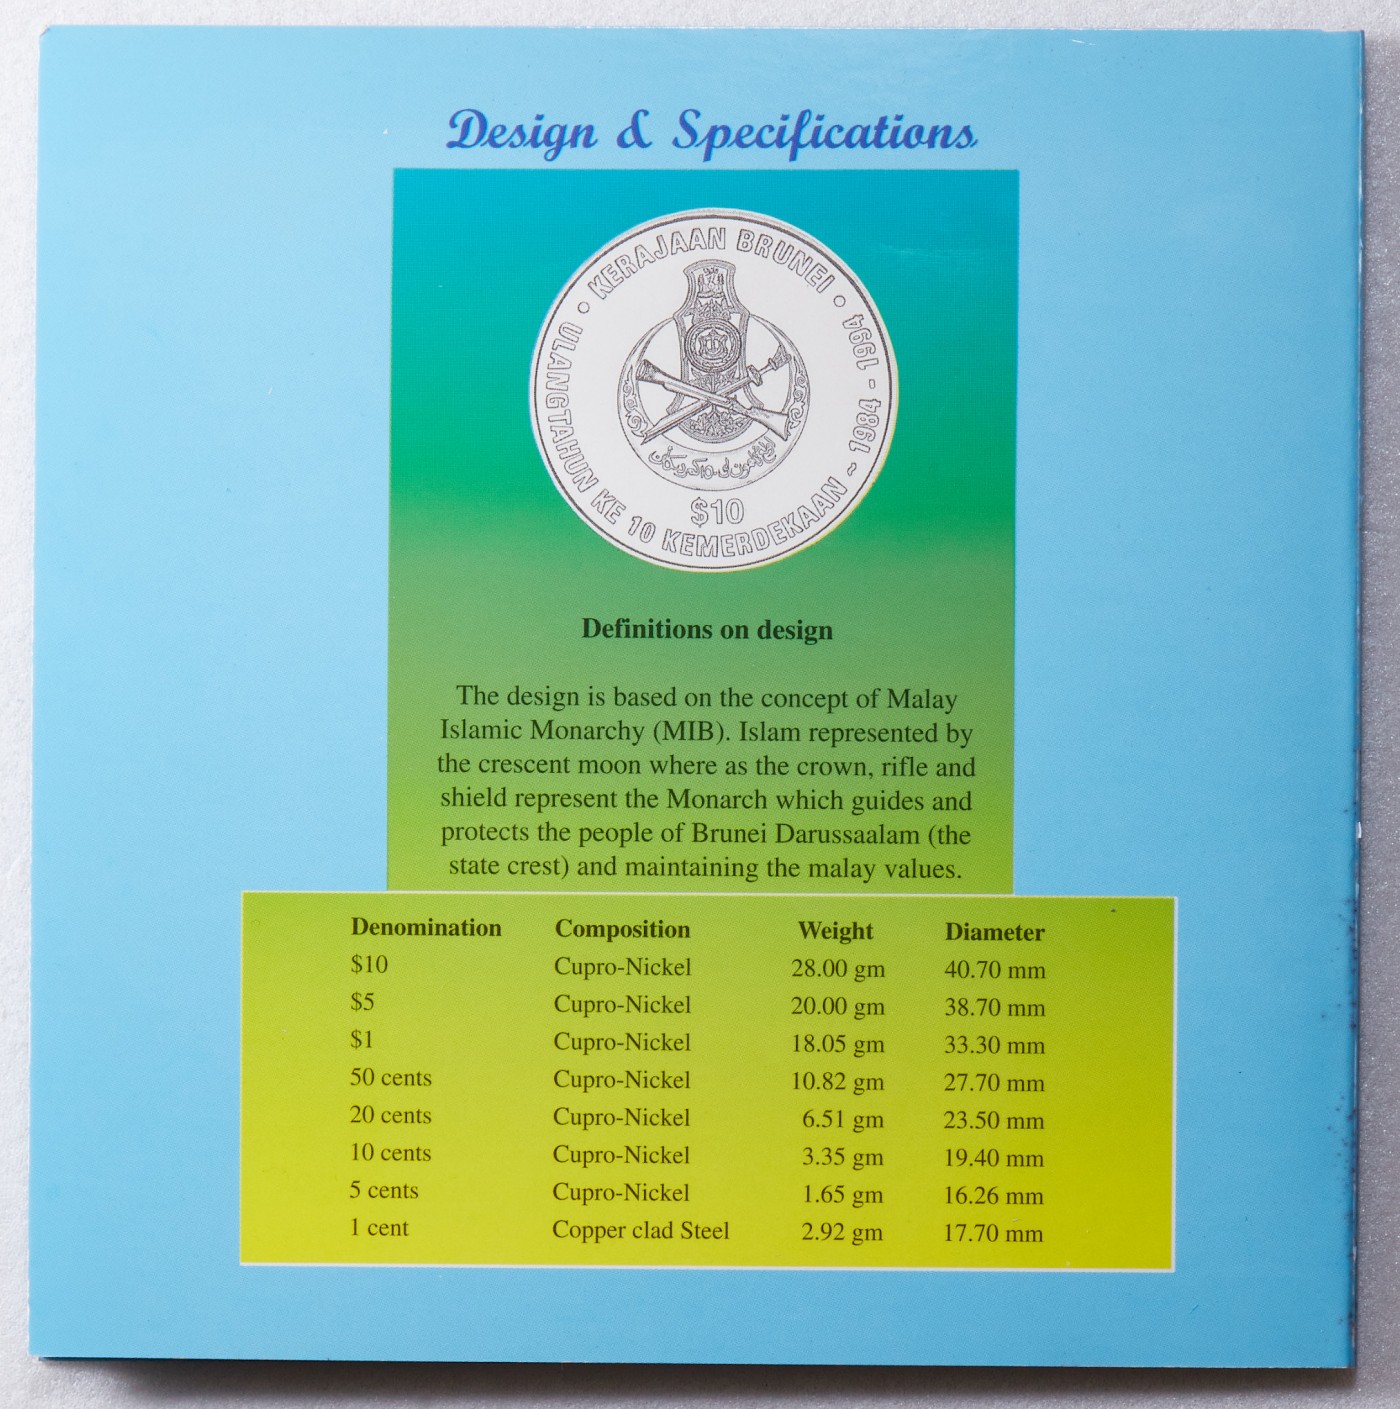 Design & Specifications
KERAJAAN BRUNEI
ULANGTAHUN KE 10 KEMERDEKAAN ~ 1984 - 1994
$10
Definitions on design
The design is based on the concept of Malay
Islamic Monarchy (MIB). Islam represented by
the crescent moon where as the crown, rifle and
shield represent the Monarch which guides and
protects the people of Brunei Darussaalam (the
state crest) and maintaining the malay values.
Denomination Composition Weight Diameter
$10 Cupro-Nickel 28.00 gm 40.70 mm
$5 Cupro-Nickel 20.00 gm 38.70 mm
$1 Cupro-Nickel 18.05 gm 33.30 mm
50 cents Cupro-Nickel 10.82 gm 27.70 mm
20 cents Cupro-Nickel 6.51 gm 23.50 mm
10 cents Cupro-Nickel 3.35 gm 19.40 mm
5 cents Cupro-Nickel 1.65 gm 16.26 mm
1 cent Copper clad Steel 2.92 gm 17.70 mm